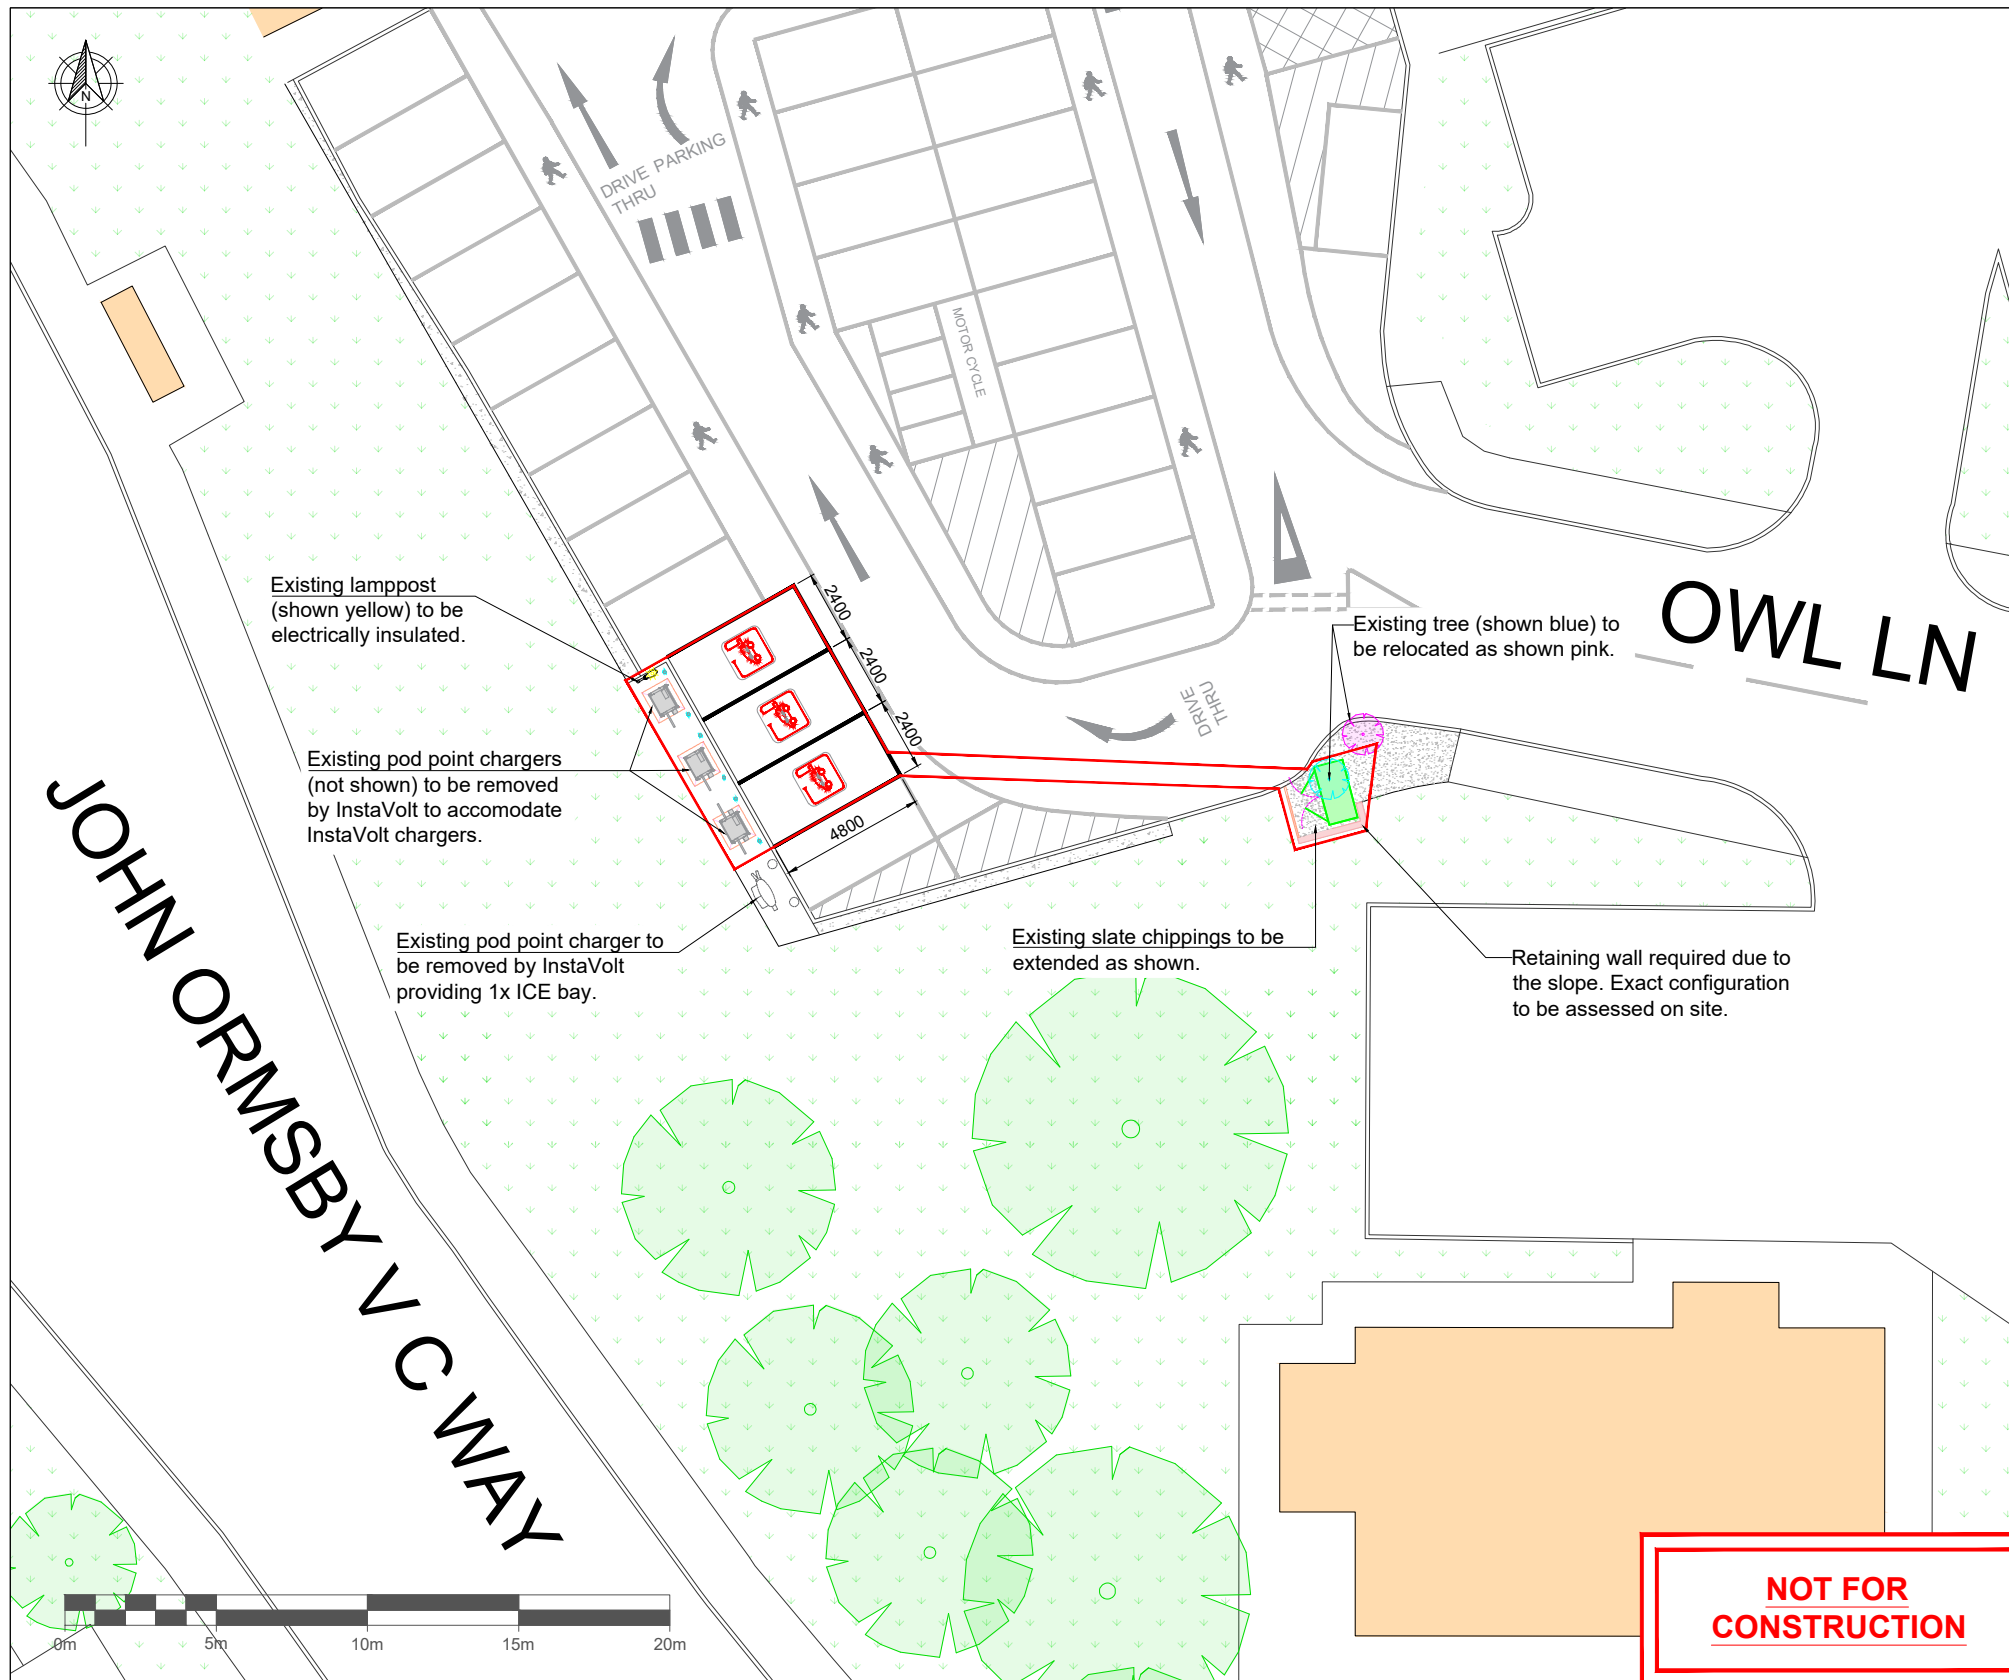 N
DRIVE PARKING
THRU
MOTOR CYCLE
Existing lamppost
(shown yellow) to be
electrically insulated.
2400
2400
2400
4800
Existing tree (shown blue) to
be relocated as shown pink.
OWL LN
DRIVE
THRU
Existing pod point chargers
(not shown) to be removed
by InstaVolt to accomodate
InstaVolt chargers.
JOHN ORMSBY V C WAY
Existing pod point charger to
be removed by InstaVolt
providing 1x ICE bay.
Existing slate chippings to be
extended as shown.
Retaining wall required due to
the slope. Exact configuration
to be assessed on site.
0m 5m 10m 15m 20m
NOT FOR
CONSTRUCTION